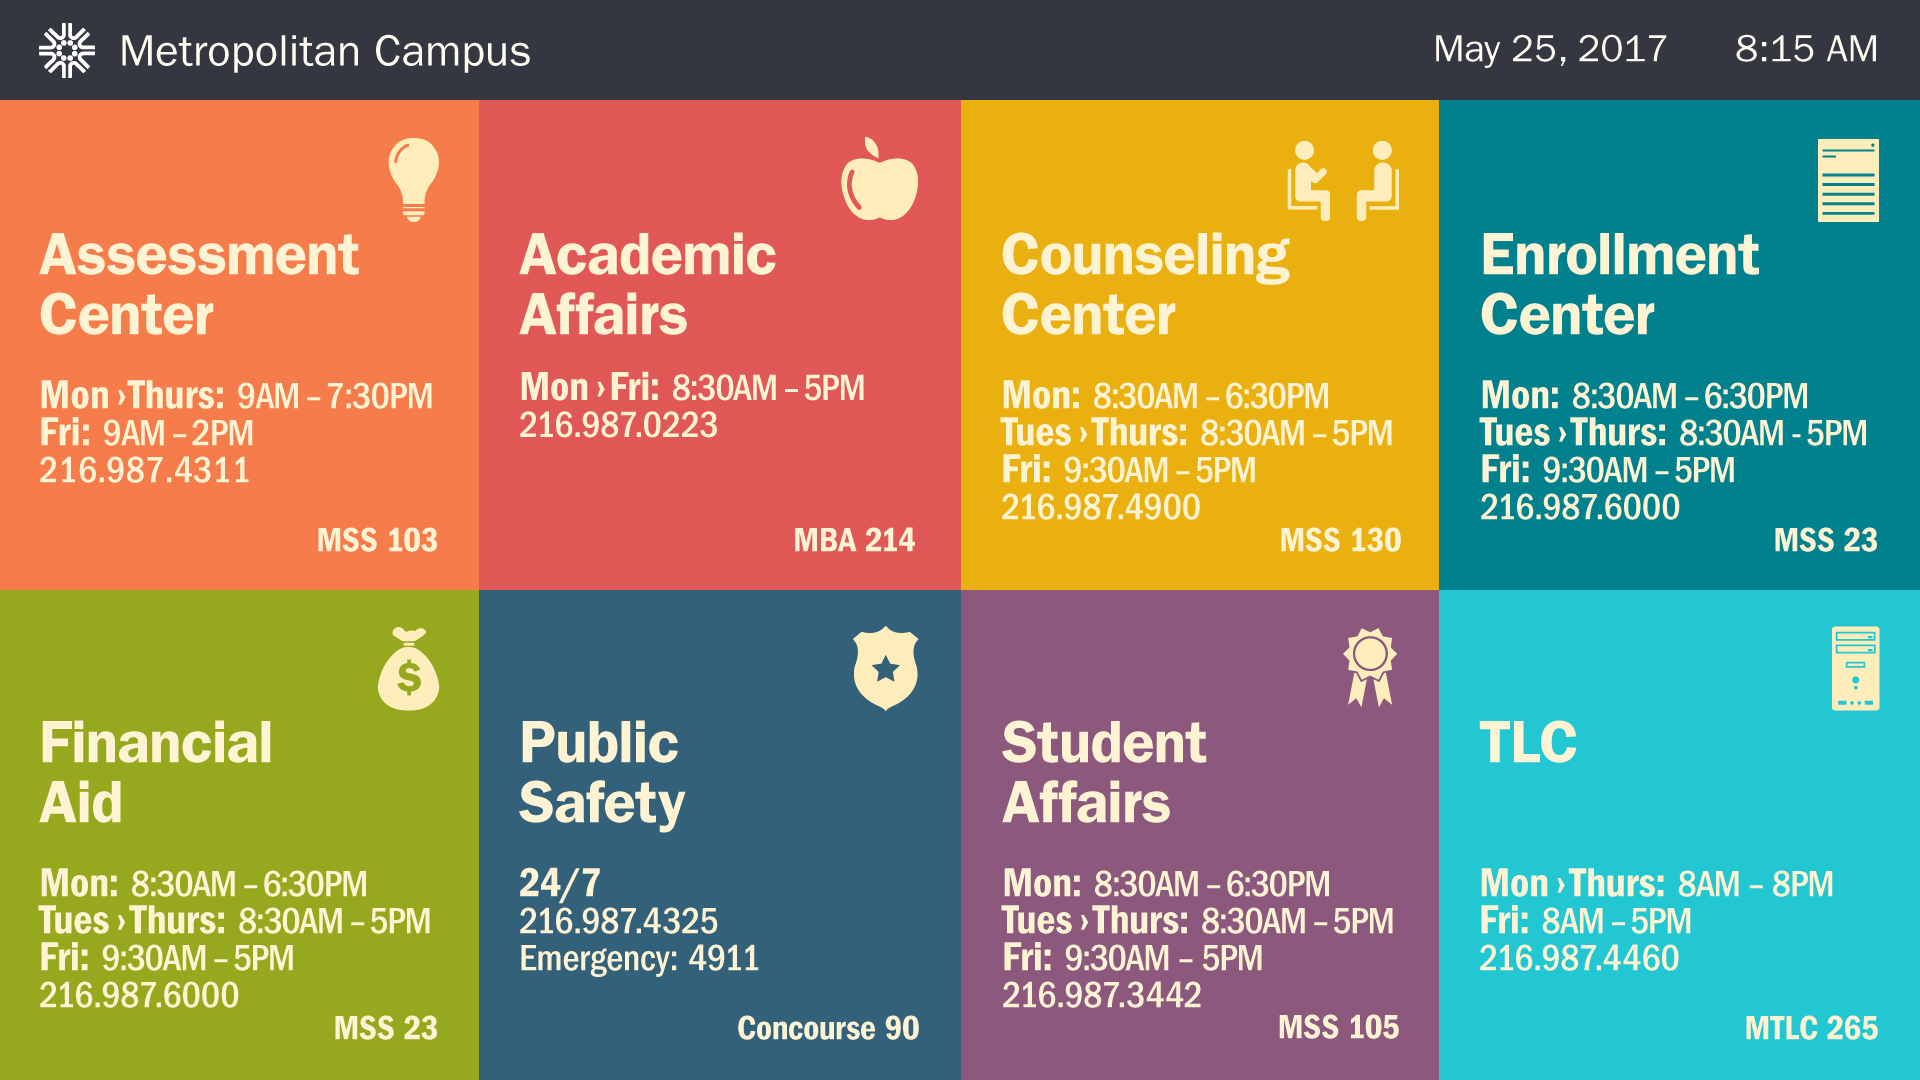 Metropolitan Campus
May 25, 2017 8:15 AM
Assessment
Center
Mon ›Thurs: 9AM – 7:30PM
Fri: 9AM – 2PM
216.987.4311
MSS 103
Academic
Affairs
Mon › Fri: 8:30AM – 5PM
216.987.0223
MBA 214
Counseling
Center
Mon: 8:30AM – 6:30PM
Tues › Thurs: 8:30AM – 5PM
Fri: 9:30AM – 5PM
216.987.4900
MSS 130
Enrollment
Center
Mon: 8:30AM – 6:30PM
Tues › Thurs: 8:30AM - 5PM
Fri: 9:30AM – 5PM
216.987.6000
MSS 23
$
Financial
Aid
Mon: 8:30AM – 6:30PM
Tues › Thurs: 8:30AM – 5PM
Fri: 9:30AM – 5PM
216.987.6000
MSS 23
Public
Safety
24/7
216.987.4325
Emergency: 4911
Concourse 90
Student
Affairs
Mon: 8:30AM – 6:30PM
Tues › Thurs: 8:30AM – 5PM
Fri: 9:30AM – 5PM
216.987.3442
MSS 105
TLC
Mon › Thurs: 8AM – 8PM
Fri: 8AM – 5PM
216.987.4460
MTLC 265